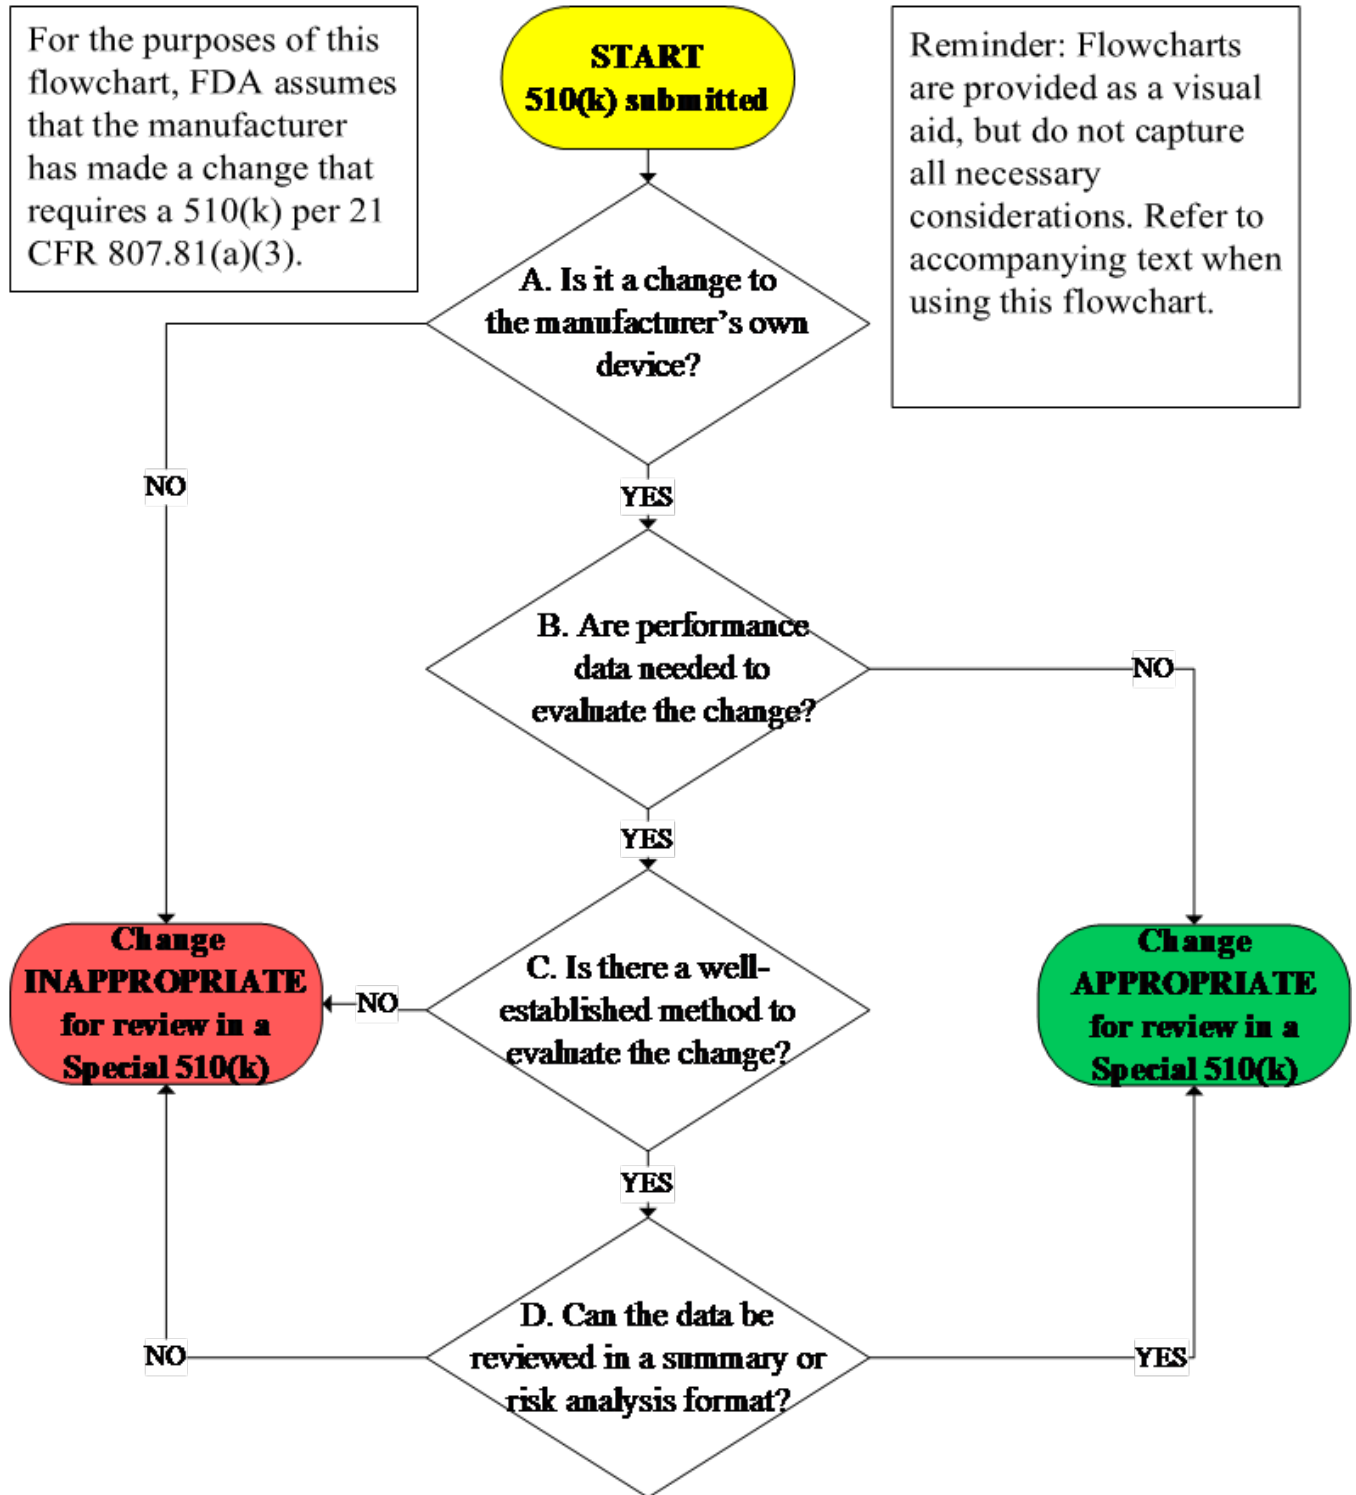 For the purposes of this
flowchart, FDA assumes
that the manufacturer
has made a change that
requires a 510(k) per 21
CFR 807.81(a)(3).
START
510(k) submitted
Reminder: Flowcharts
are provided as a visual
aid, but do not capture
all necessary
considerations. Refer to
accompanying text when
using this flowchart.
A. Is it a change to
the manufacturer’s own
device?
NO
YES
B. Are performance
data needed to
evaluate the change?
NO
YES
Change
INAPPROPRIATE
for review in a
Special 510(k)
NO
C. Is there a well-
established method to
evaluate the change?
Change
APPROPRIATE
for review in a
Special 510(k)
YES
D. Can the data be
reviewed in a summary or
risk analysis format?
NO
YES